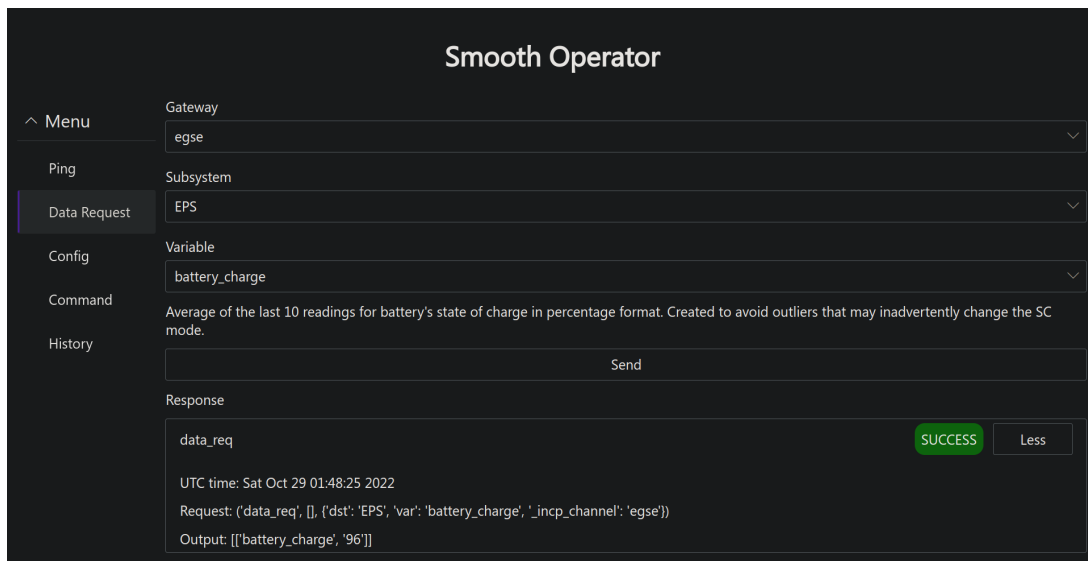 Smooth Operator
Menu
Ping
Data Request
Config
Command
History
Gateway
egse
Subsystem
EPS
Variable
battery_charge
Average of the last 10 readings for battery's state of charge in percentage format. Created to avoid outliers that may inadvertently change the SC
mode.
Send
Response
data_req
SUCCESS
Less
UTC time: Sat Oct 29 01:48:25 2022
Request: ('data_req', [], {'dst': 'EPS', 'var': 'battery_charge', '_incp_channel': 'egse'})
Output: [['battery_charge', '96']]